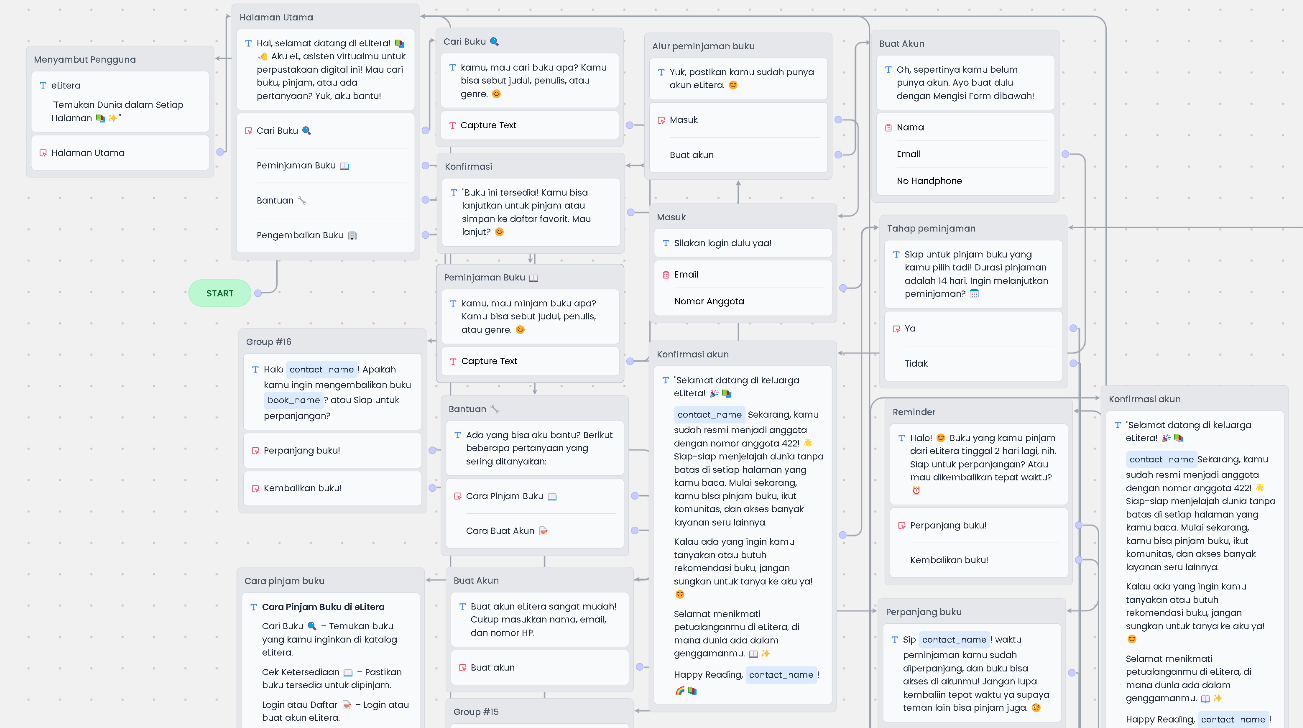 Menyambut Pengguna
eLitera
"Temukan Dunia dalam Setiap
Halaman
"
Halaman Utama
Halaman Utama
Hai, selamat datang di eLitera!
Aku eL, asisten virtualmu untuk
perpustakaan digital ini! Mau cari
buku, pinjam, atau ada
pertanyaan? Yuk, aku bantu!
Cari Buku
Peminjaman Buku
Bantuan
Pengembalian Buku
START
Group #16
Halo contact_name ! Apakah
kamu ingin mengembalikan buku
book_name ? atau Siap untuk
perpanjangan?
Perpanjang buku!
Kembalikan buku!
Cara pinjam buku
Cara Pinjam Buku di eLitera
Cari Buku – Temukan buku
yang kamu inginkan di katalog
eLitera.
Cek Ketersediaan – Pastikan
buku tersedia untuk dipinjam.
Login atau Daftar – Login atau
buat akun eLitera.
Cari Buku
kamu, mau cari buku apa? Kamu
bisa sebut judul, penulis, atau
genre.
Capture Text
Konfirmasi
"Buku ini tersedia! Kamu bisa
lanjutkan untuk pinjam atau
simpan ke daftar favorit. Mau
lanjut?
Peminjaman Buku
kamu, mau minjam buku apa?
Kamu bisa sebut judul, penulis,
atau genre.
Capture Text
Bantuan
Ada yang bisa aku bantu? Berikut
beberapa pertanyaan yang
sering ditanyakan:
Cara Pinjam Buku
Cara Buat Akun
Buat Akun
Buat akun eLitera sangat mudah!
Cukup masukkan nama, email,
dan nomor HP.
Buat akun
Group #15
Alur peminjaman buku
Yuk, pastikan kamu sudah punya
akun eLitera.
Masuk
Buat akun
Masuk
Silakan login dulu yaa!
Email
Nomor Anggota
Konfirmasi akun
"Selamat datang di keluarga
eLitera!
contact_name Sekarang, kamu
sudah resmi menjadi anggota
dengan nomor anggota 422!
Siap-siap menjelajah dunia tanpa
batas di setiap halaman yang
kamu baca. Mulai sekarang,
kamu bisa pinjam buku, ikut
komunitas, dan akses banyak
layanan seru lainnya.
Kalau ada yang ingin kamu
tanyakan atau butuh
rekomendasi buku, jangan
sungkan untuk tanya ke aku ya!
Selamat menikmati
petualanganmu di eLitera, di
mana dunia ada dalam
genggamanmu.
Happy Reading, contact_name !
Buat Akun
Oh, sepertinya kamu belum
punya akun. Ayo buat dulu
dengan Mengisi Form dibawah!
Nama
Email
No Handphone
Tahap peminjaman
Siap untuk pinjam buku yang
kamu pilih tadi! Durasi pinjaman
adalah 14 hari. Ingin melanjutkan
peminjaman?
Ya
Tidak
Reminder
Halo! Buku yang kamu pinjam
dari eLitera tinggal 2 hari lagi, nih.
Siap untuk perpanjangan? Atau
mau dikembalikan tepat waktu?
Perpanjang buku!
Kembalikan buku!
Perpanjang buku
Sip contact_name ! waktu
peminjaman kamu sudah
diperpanjang, dan buku bisa
akses di akunmu! Jangan lupa
kembaliin tepat waktu ya supaya
teman lain bisa pinjam juga.
Konfirmasi akun
"Selamat datang di keluarga
eLitera!
contact_name Sekarang, kamu
sudah resmi menjadi anggota
dengan nomor anggota 422!
Siap-siap menjelajah dunia tanpa
batas di setiap halaman yang
kamu baca. Mulai sekarang,
kamu bisa pinjam buku, ikut
komunitas, dan akses banyak
layanan seru lainnya.
Kalau ada yang ingin kamu
tanyakan atau butuh
rekomendasi buku, jangan
sungkan untuk tanya ke aku ya!
Selamat menikmati
petualanganmu di eLitera, di
mana dunia ada dalam
genggamanmu.
Happy Reading, contact_name !